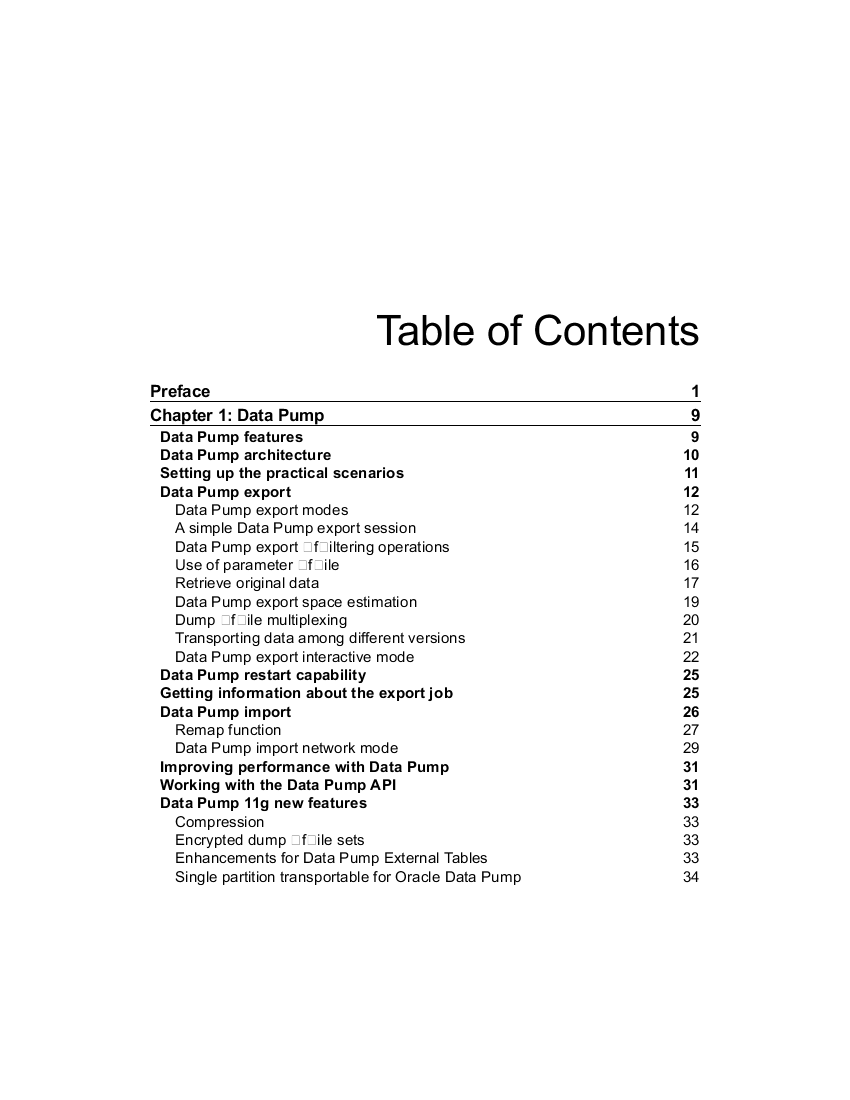 Table of Contents
Preface 1
Chapter 1: Data Pump 9
Data Pump features 9
Data Pump architecture 10
Setting up the practical scenarios 11
Data Pump export 12
Data Pump export modes 12
A simple Data Pump export session 14
Data Pump export □f□iltering operations 15
Use of parameter □f□ile 16
Retrieve original data 17
Data Pump export space estimation 19
Dump □f□ile multiplexing 20
Transporting data among different versions 21
Data Pump export interactive mode 22
Data Pump restart capability 25
Getting information about the export job 25
Data Pump import 26
Remap function 27
Data Pump import network mode 29
Improving performance with Data Pump 31
Working with the Data Pump API 31
Data Pump 11g new features 33
Compression 33
Encrypted dump □f□ile sets 33
Enhancements for Data Pump External Tables 33
Single partition transportable for Oracle Data Pump 34